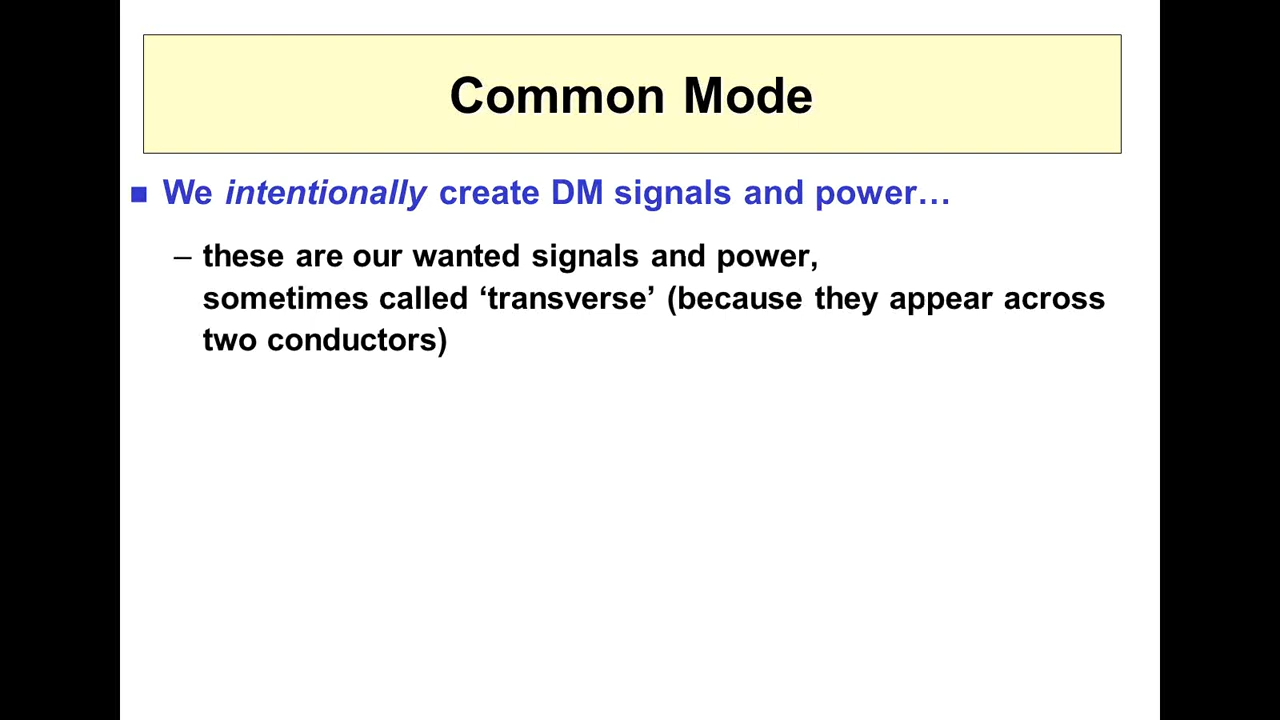 Common Mode
We intentionally create DM signals and power…
– these are our wanted signals and power,
sometimes called ‘transverse’ (because they appear across
two conductors)